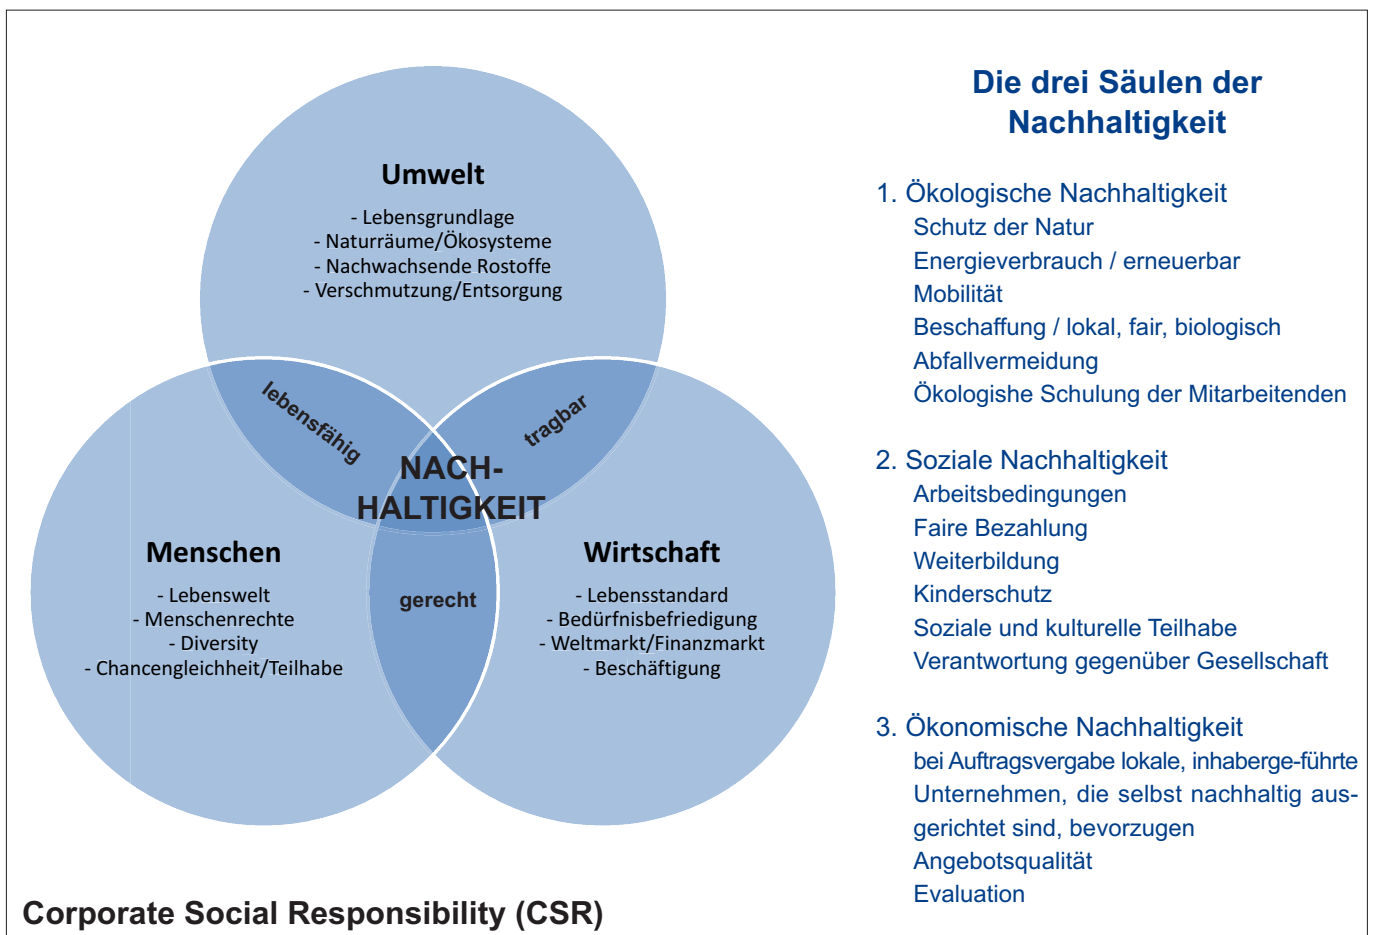 Umwelt
- Lebensgrundlage
- Naturräume/Ökosysteme
- Nachwachsende Rostoffe
- Verschmutzung/Entsorgung
lebensfähig
tragbar
NACH-
HALTIGKEIT
Menschen
- Lebenswelt
- Menschenrechte
- Diversity
- Chancengleichheit/Teilhabe
gerecht
Wirtschaft
- Lebensstandard
- Bedürfnisbefriedigung
- Weltmarkt/Finanzmarkt
- Beschäftigung
Corporate Social Responsibility (CSR)
Die drei Säulen der
Nachhaltigkeit
1. Ökologische Nachhaltigkeit
Schutz der Natur
Energieverbrauch / erneuerbar
Mobilität
Beschaffung / lokal, fair, biologisch
Abfallvermeidung
Ökologishe Schulung der Mitarbeitenden
2. Soziale Nachhaltigkeit
Arbeitsbedingungen
Faire Bezahlung
Weiterbildung
Kinderschutz
Soziale und kulturelle Teilhabe
Verantwortung gegenüber Gesellschaft
3. Ökonomische Nachhaltigkeit
bei Auftragsvergabe lokale, inhaberge-führte
Unternehmen, die selbst nachhaltig aus-
gerichtet sind, bevorzugen
Angebotsqualität
Evaluation